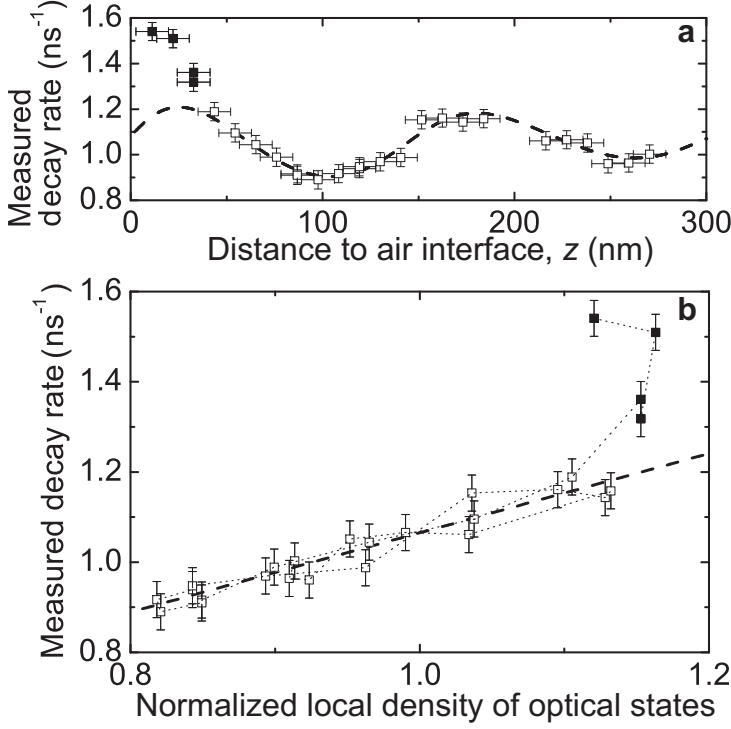 a
1.6
1.4
1.2
1.0
0.8
Measured
decay rate (ns⁻¹)
0 100 200 300
Distance to air interface, z (nm)
b
1.6
1.4
1.2
1.0
0.8
Measured decay rate (ns⁻¹)
0.8 1.0 1.2
Normalized local density of optical states